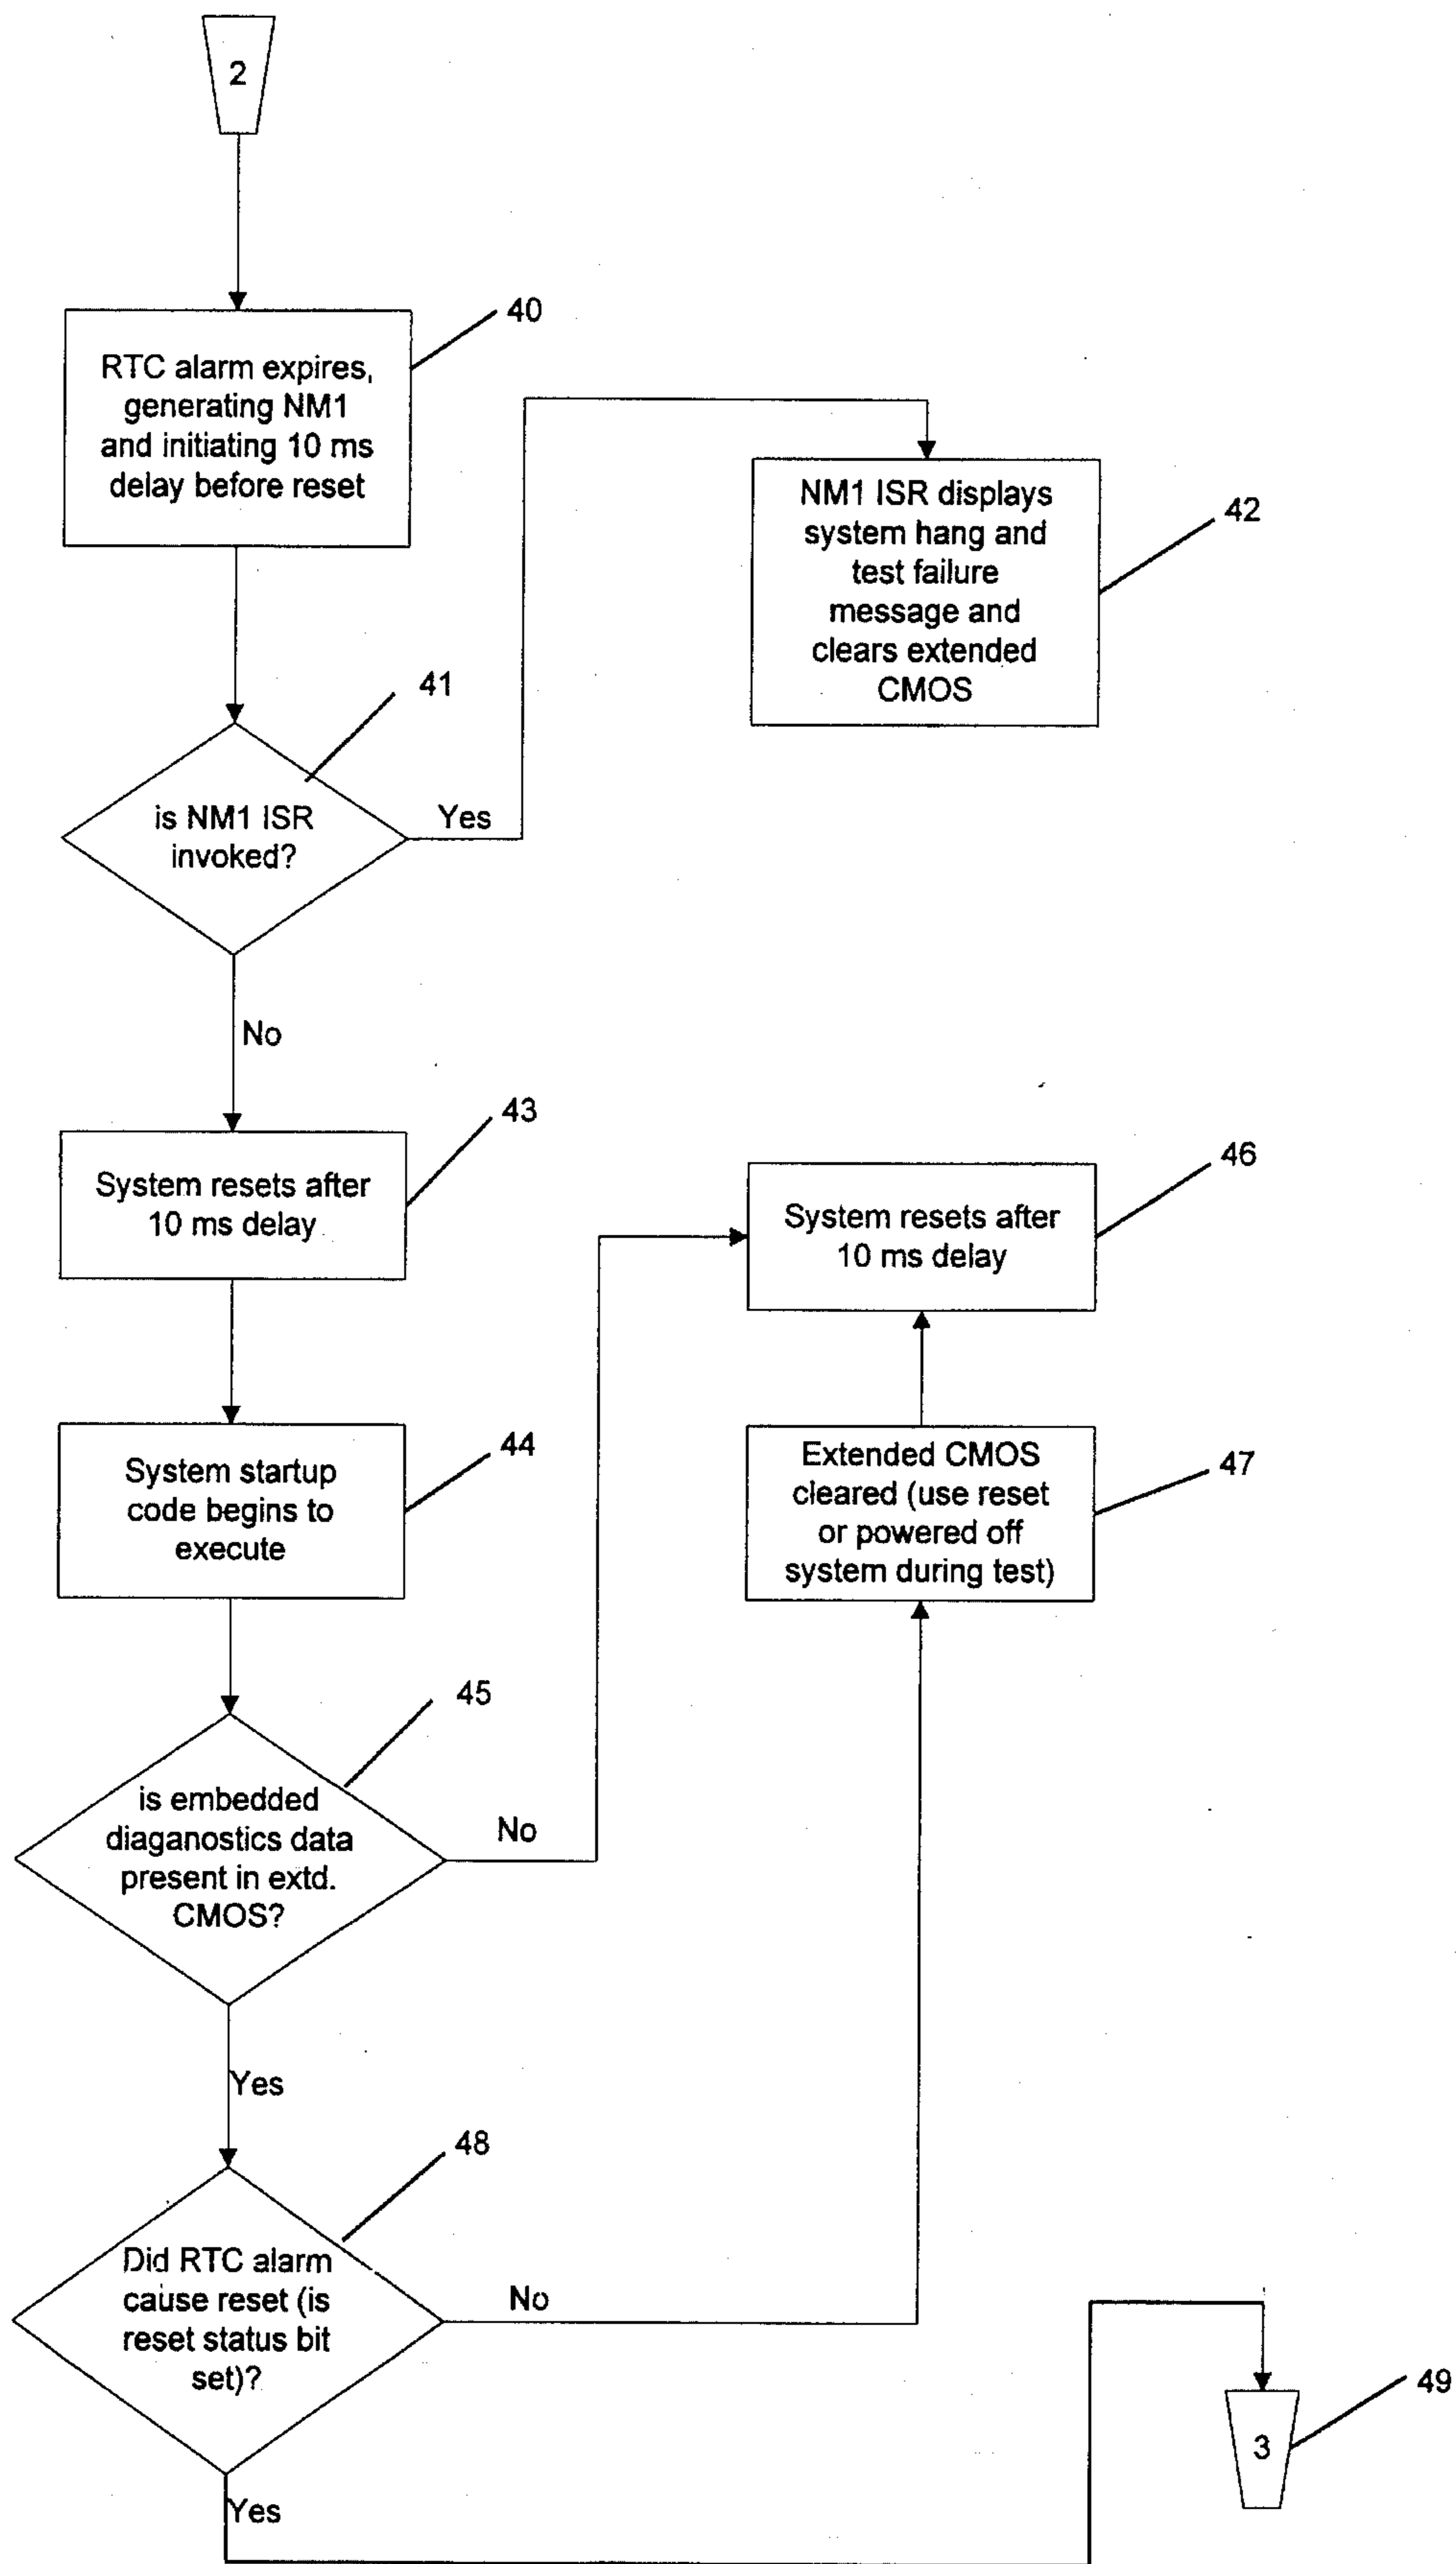 2
40
RTC alarm expires,
generating NM1
and initiating 10 ms
delay before reset
NM1 ISR displays
system hang and
test failure
message and
clears extended
CMOS
42
41
is NM1 ISR
invoked?
Yes
No
43
System resets after
10 ms delay
46
System resets after
10 ms delay
44
System startup
code begins to
execute
Extended CMOS
cleared (use reset
or powered off
system during test)
47
45
is embedded
diaganostics data
present in extd.
CMOS?
No
Yes
48
Did RTC alarm
cause reset (is
reset status bit
set)?
No
49
3
Yes